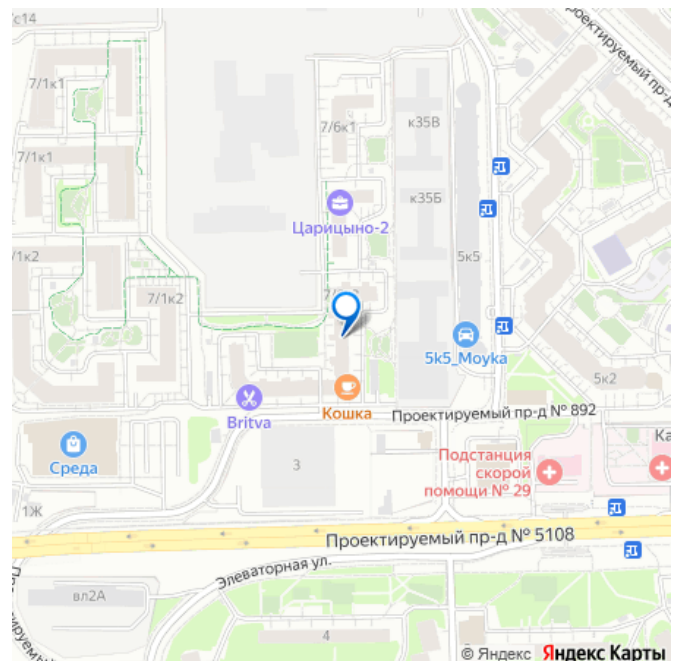 с14
7/1к1
7/6к1
к35В
Проектируемый пр-
7/1к1
к35Б
Царицыно-2
1к2
7/1к2
5к5
5k5_Moyka
5к2
Britva
Кошка
Проектируемый пр-д № 892
Среда
3
Подстанция
скорой
помощи № 29
Ка
1Ж
Проектируемый пр-д № 5108
Элеваторная ул.
вл2А
4
© Яндекс Яндекс Карты